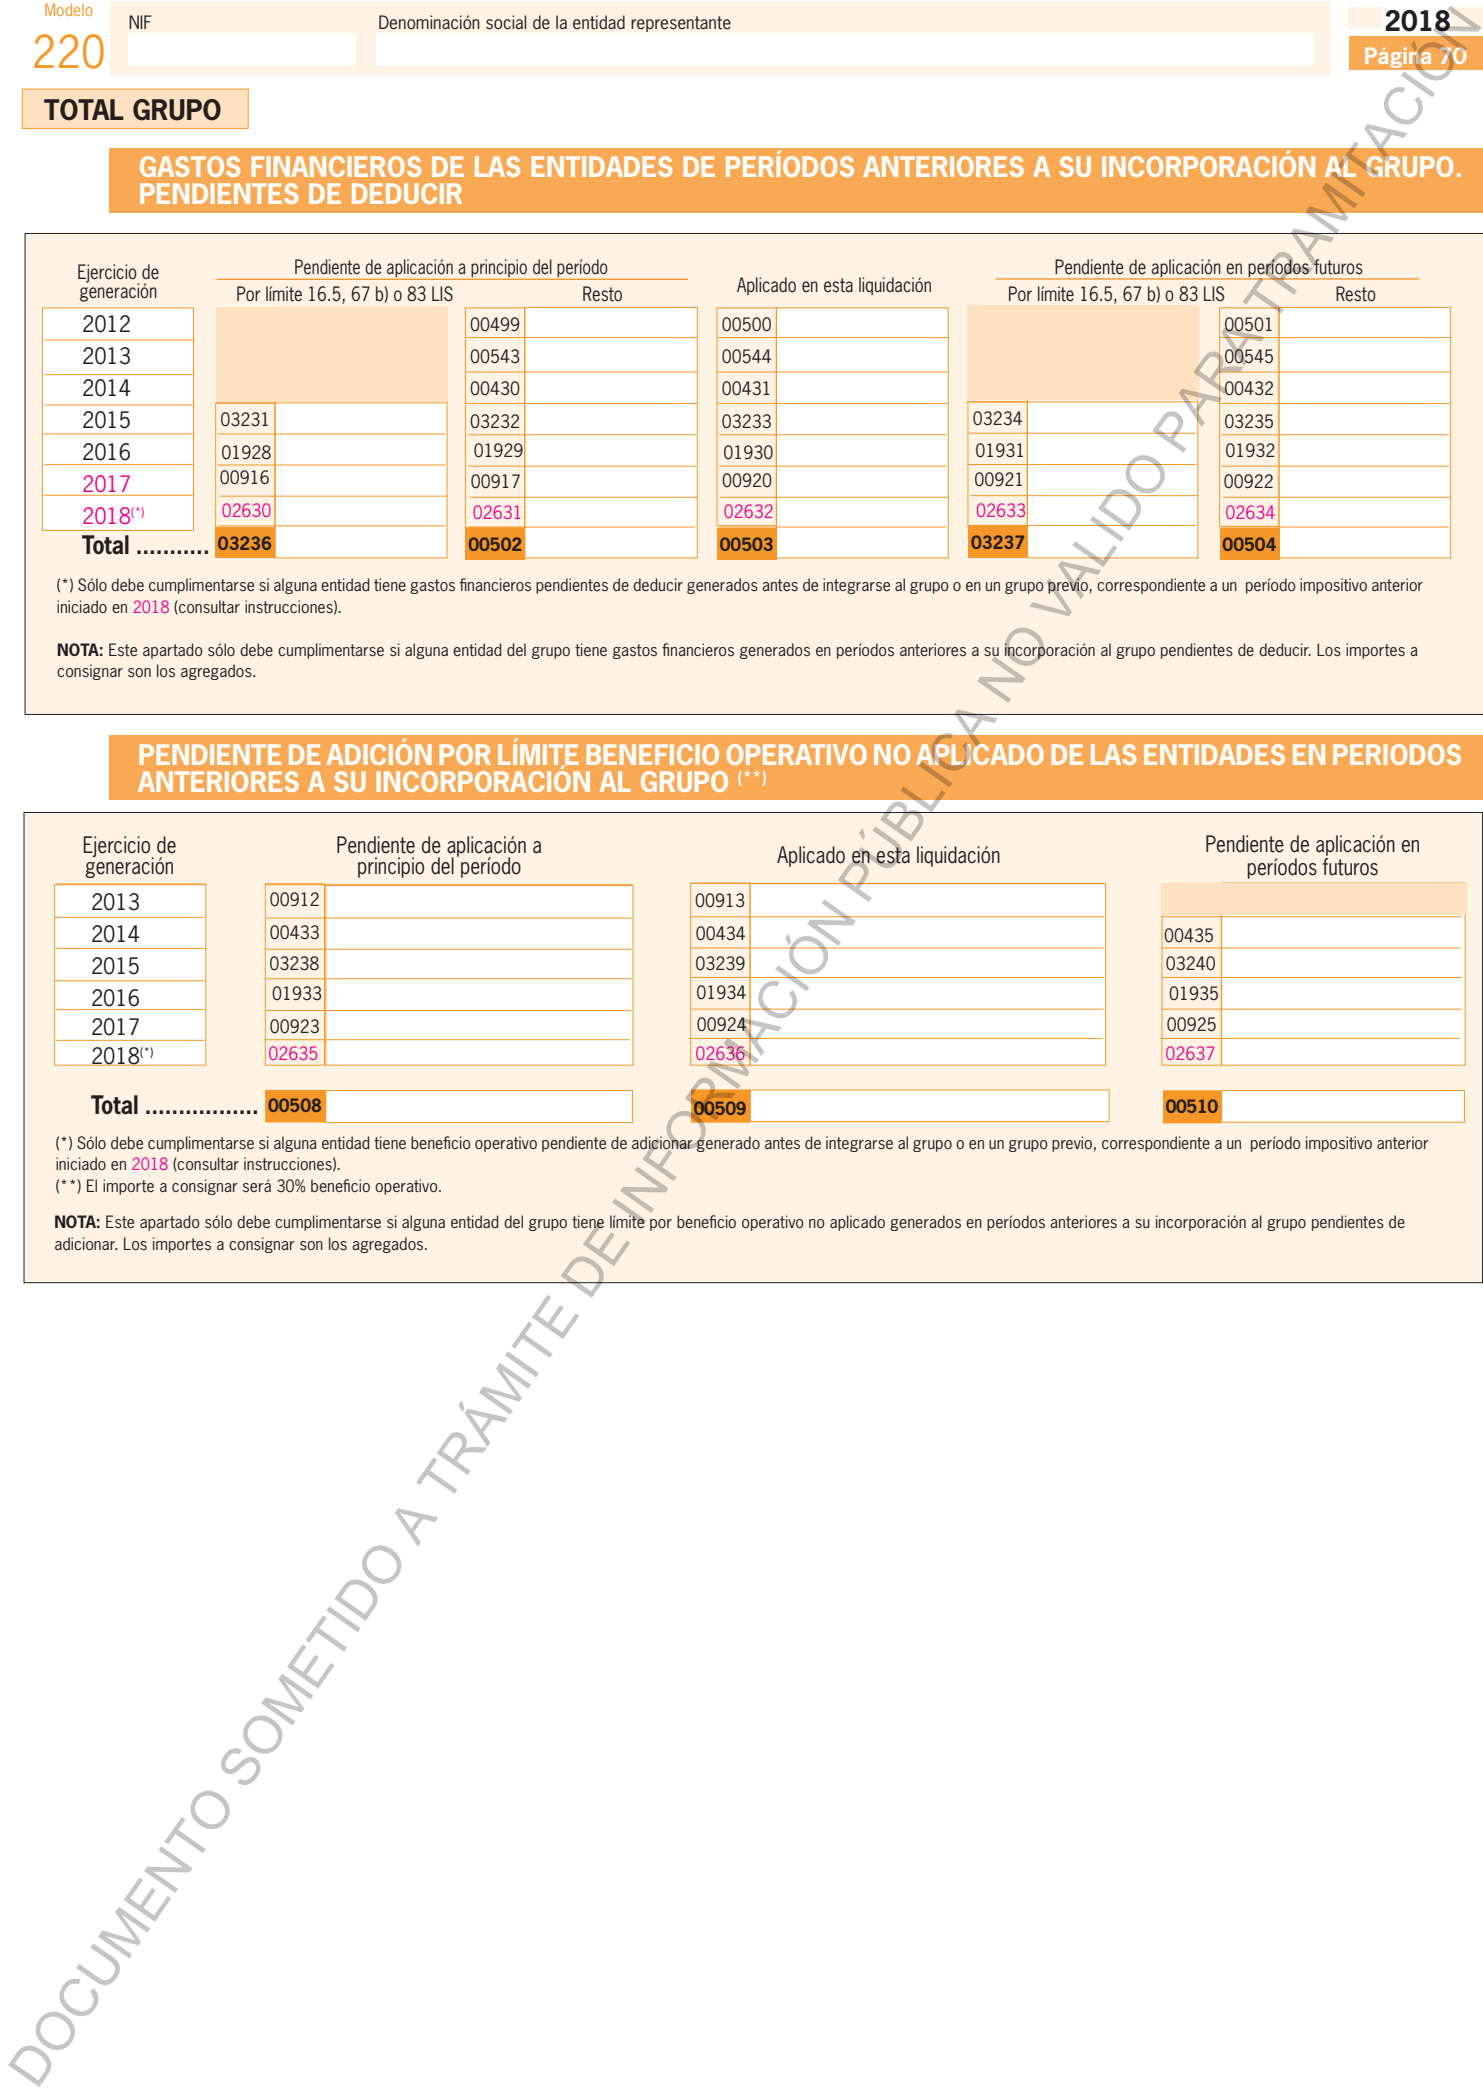 Modelo
220
NIF
Denominación social de la entidad representante
2018
Página 70
TOTAL GRUPO
GASTOS FINANCIEROS DE LAS ENTIDADES DE PERÍODOS ANTERIORES A SU INCORPORACIÓN AL GRUPO.
PENDIENTES DE DEDUCIR
Ejercicio de generación
Pendiente de aplicación a principio del período
Aplicado en esta liquidación
Pendiente de aplicación en períodos futuros
Por límite 16.5, 67 b) o 83 LIS Resto Por límite 16.5, 67 b) o 83 LIS Resto
2012 00499 00500 00501
2013 00543 00544 00545
2014 00430 00431 00432
2015 03231 03232 03233 03234 03235
2016 01928 01929 01930 01931 01932
2017 00916 00917 00920 00921 00922
2018(*) 02630 02631 02632 02633 02634
Total ........... 03236 00502 00503 03237 00504
(*) Sólo debe cumplimentarse si alguna entidad tiene gastos financieros pendientes de deducir generados antes de integrarse al grupo o en un grupo previo, correspondiente a un período impositivo anterior
iniciado en 2018 (consultar instrucciones).
NOTA: Este apartado sólo debe cumplimentarse si alguna entidad del grupo tiene gastos financieros generados en períodos anteriores a su incorporación al grupo pendientes de deducir. Los importes a
consignar son los agregados.
PENDIENTE DE ADICIÓN POR LÍMITE BENEFICIO OPERATIVO NO APLICADO DE LAS ENTIDADES EN PERIODOS
ANTERIORES A SU INCORPORACIÓN AL GRUPO (**)
Ejercicio de generación
Pendiente de aplicación a principio del período
Aplicado en esta liquidación
Pendiente de aplicación en períodos futuros
2013 00912 00913
2014 00433 00434 00435
2015 03238 03239 03240
2016 01933 01934 01935
2017 00923 00924 00925
2018(*) 02635 02636 02637
Total ................. 00508 00509 00510
(*) Sólo debe cumplimentarse si alguna entidad tiene beneficio operativo pendiente de adicionar generado antes de integrarse al grupo o en un grupo previo, correspondiente a un período impositivo anterior
iniciado en 2018 (consultar instrucciones).
(**) El importe a consignar será 30% beneficio operativo.
NOTA: Este apartado sólo debe cumplimentarse si alguna entidad del grupo tiene límite por beneficio operativo no aplicado generados en períodos anteriores a su incorporación al grupo pendientes de
adicionar. Los importes a consignar son los agregados.
DOCUMENTO SOMETIDO A TRÁMITE DE INFORMACIÓN PÚBLICA NO VALIDO PARA TRAMITACIÓN